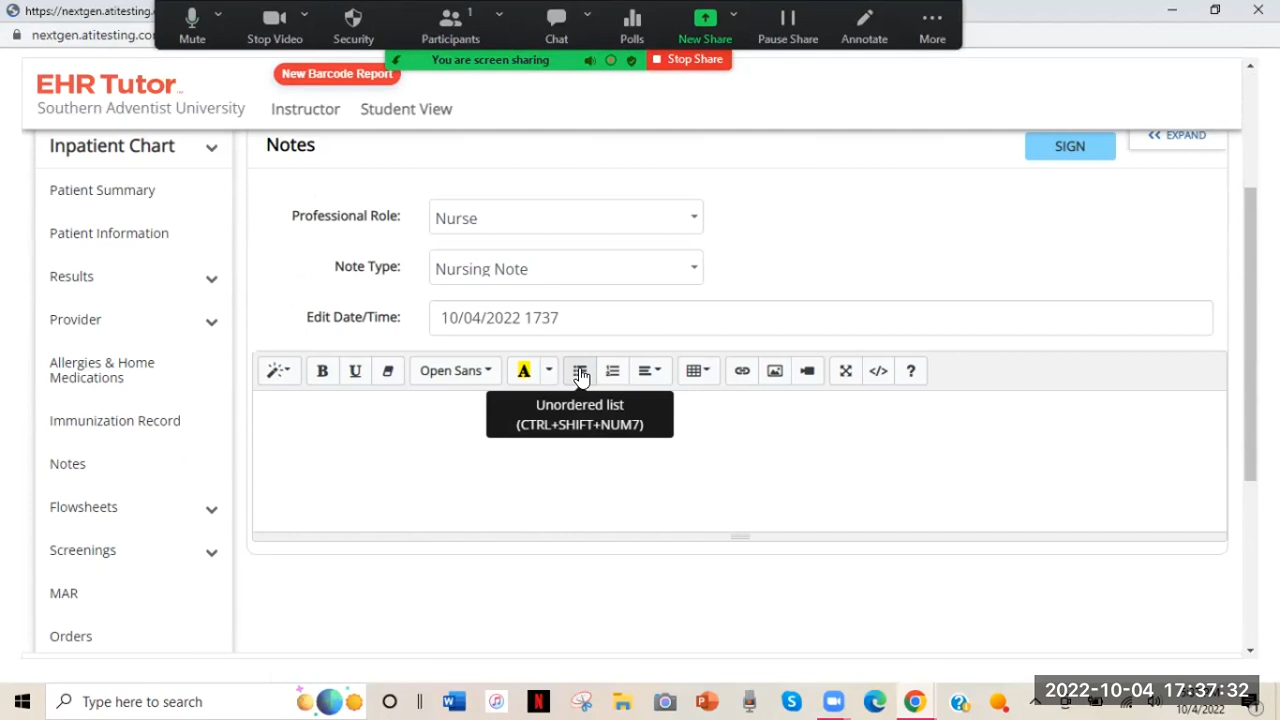 https://nextgen.atitesting.
nextgen.atitesting.co
Mute
Stop Video
Security
1
Participants
Chat
Polls
New Share
Pause Share
Annotate
More
You are screen sharing
Stop Share
EHR Tutor
Southern Adventist University
New Barcode Report
Instructor
Student View
Inpatient Chart
Patient Summary
Patient Information
Results
Provider
Allergies & Home
Medications
Immunization Record
Notes
Flowsheets
Screenings
MAR
Orders
Notes
SIGN
<< EXPAND
Professional Role:
Nurse
Note Type:
Nursing Note
Edit Date/Time:
10/04/2022 1737
B U Open Sans A </> ?
Unordered list
(CTRL+SHIFT+NUM7)
Type here to search
2022-10-04 17:37:32
10/4/2022